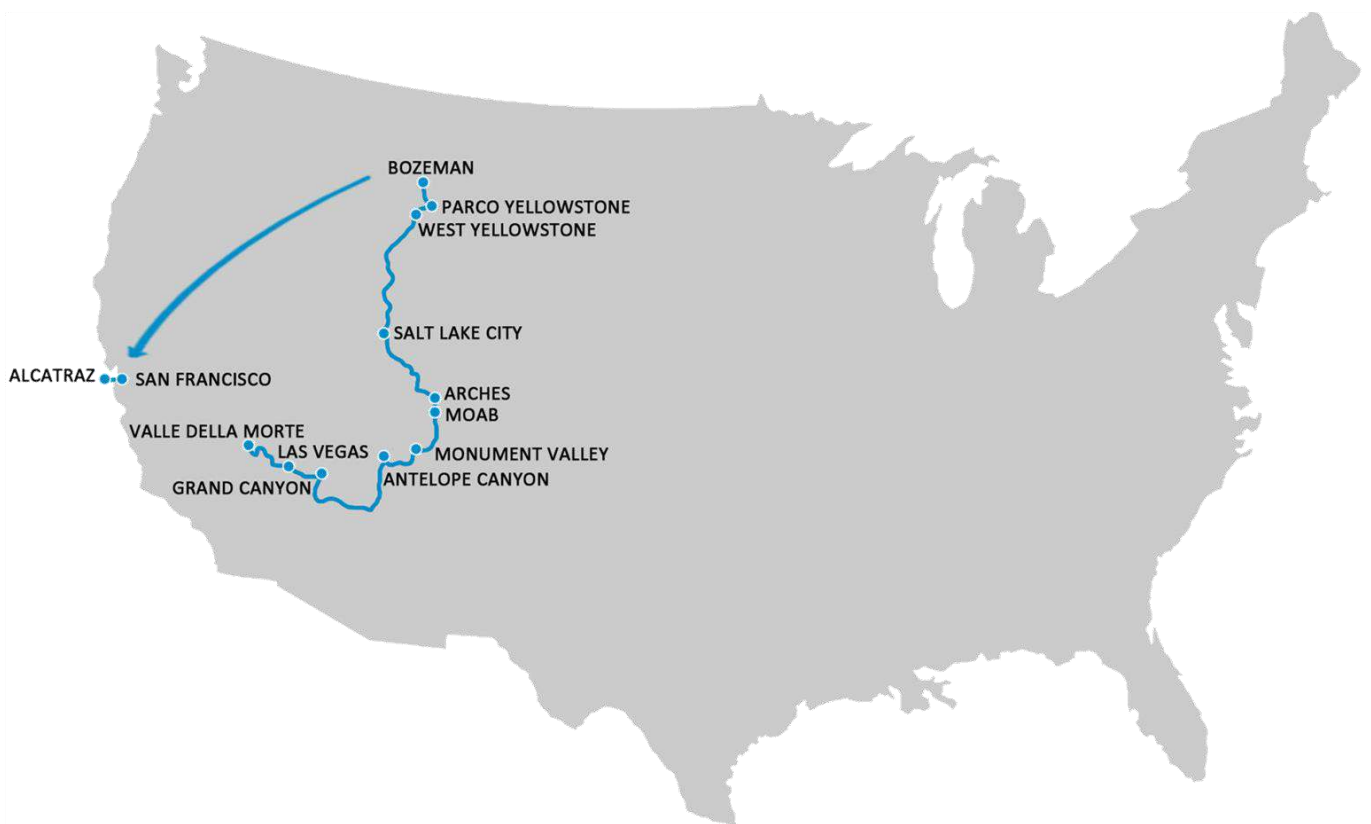 BOZEMAN
PARCO YELLOWSTONE
WEST YELLOWSTONE
SALT LAKE CITY
ALCATRAZ
SAN FRANCISCO
ARCHES
MOAB
VALLE DELLA MORTE
LAS VEGAS
MONUMENT VALLEY
ANTELOPE CANYON
GRAND CANYON